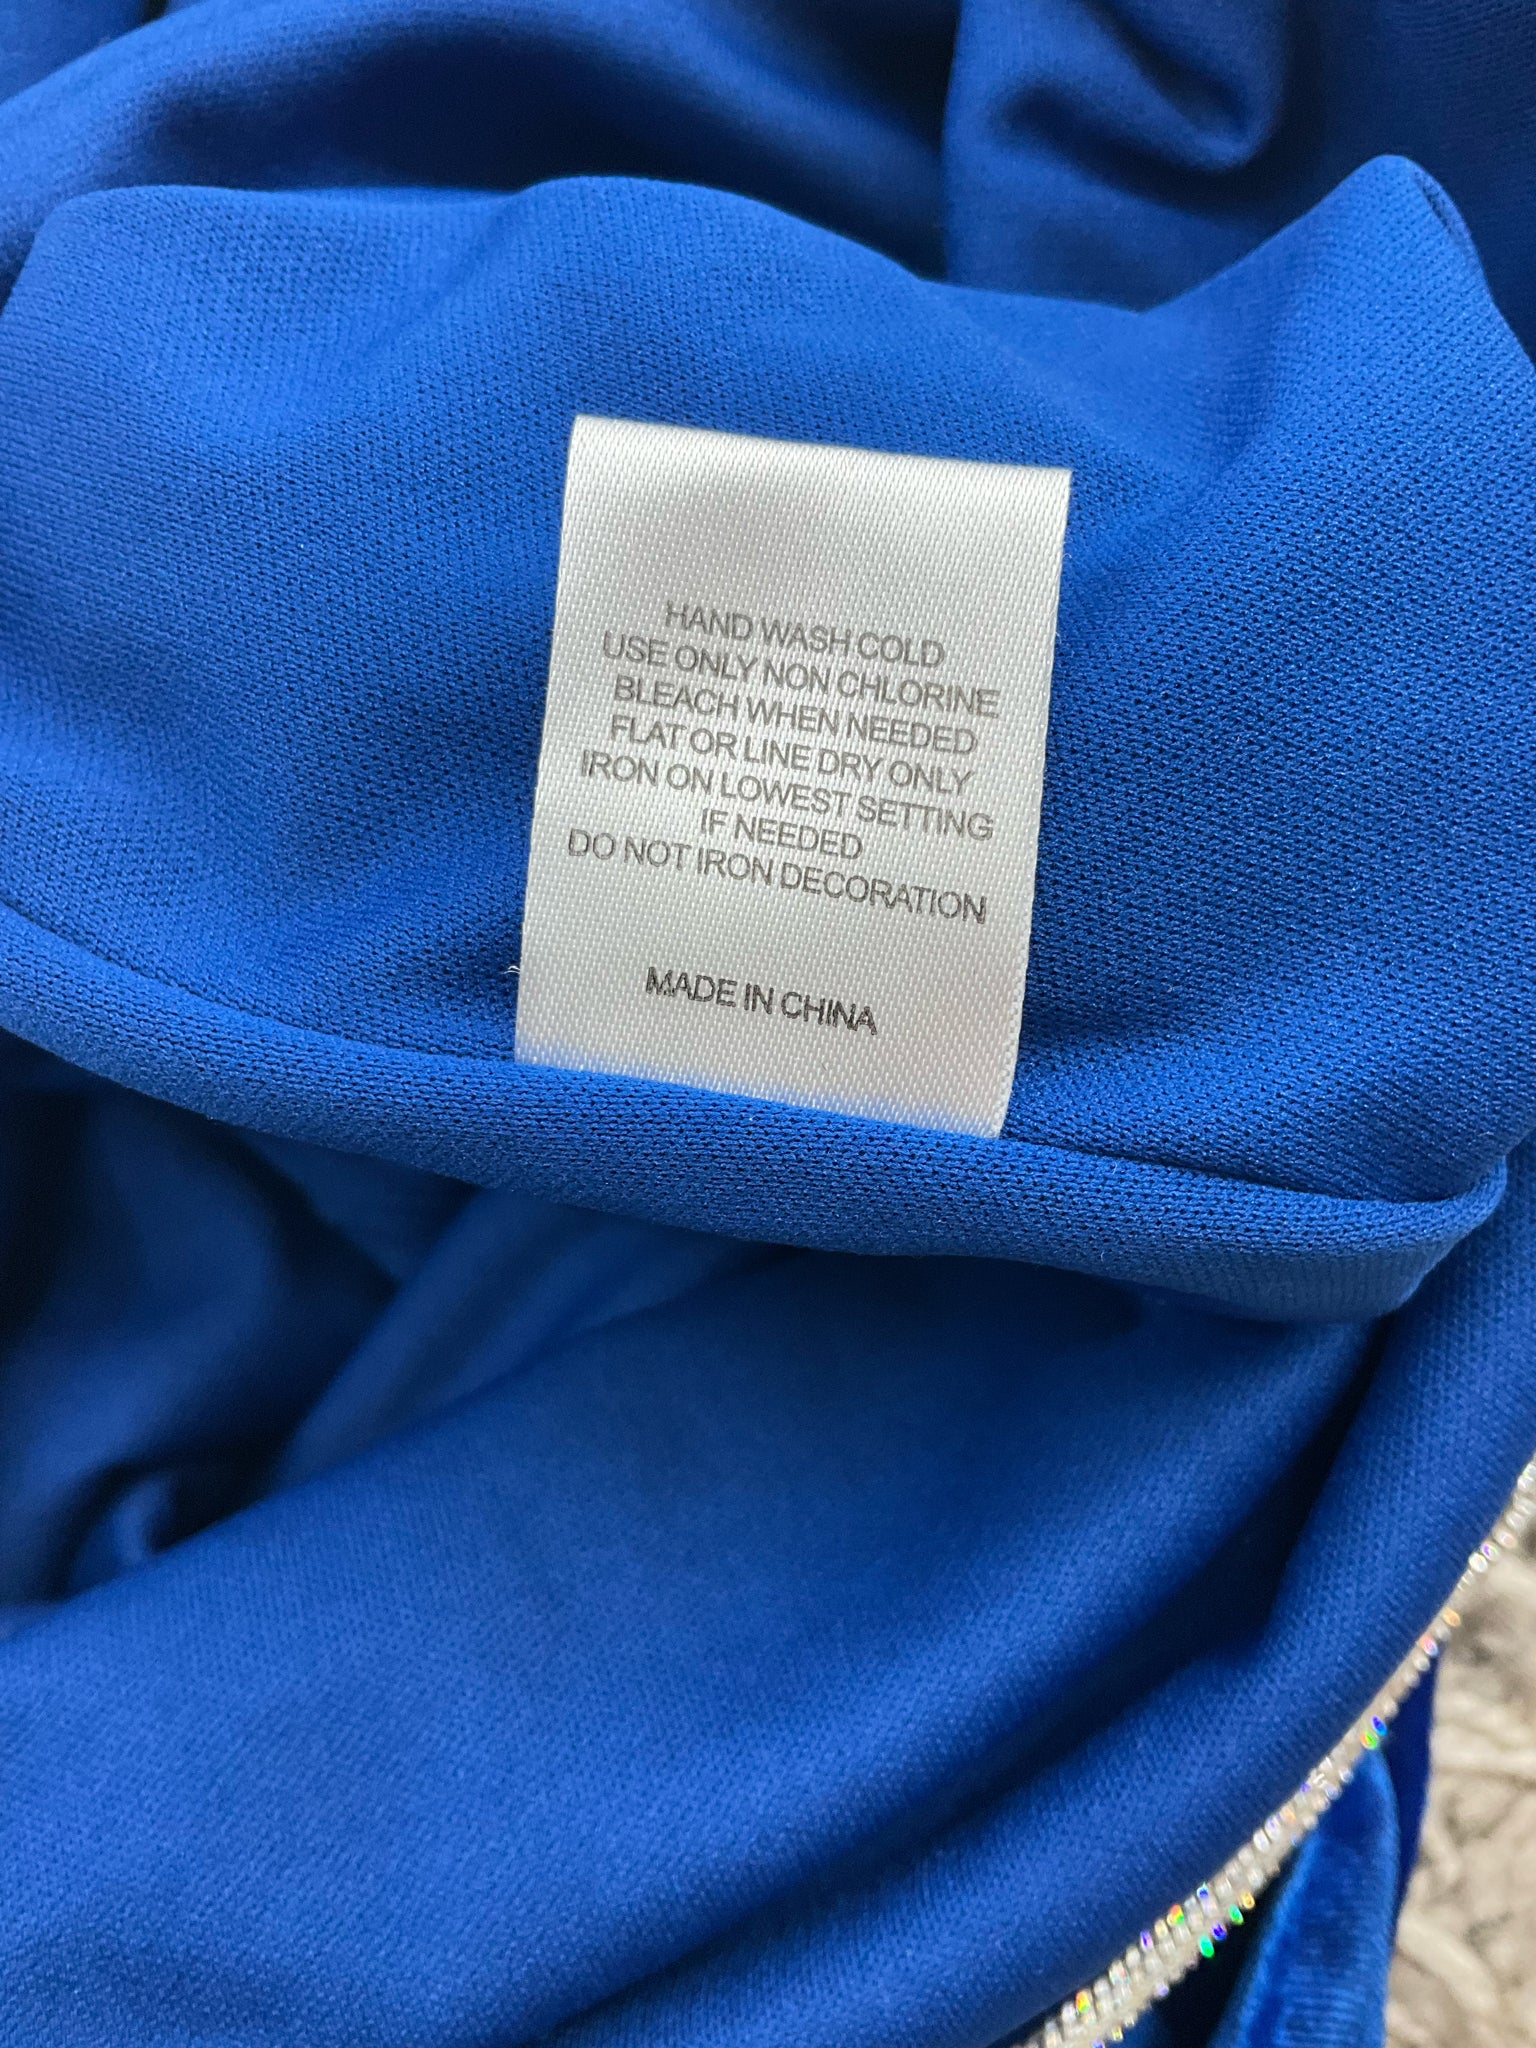 HAND WASH COLD
USE ONLY NON CHLORINE
BLEACH WHEN NEEDED
FLAT OR LINE DRY ONLY
IRON ON LOWEST SETTING
IF NEEDED
DO NOT IRON DECORATION
MADE IN CHINA